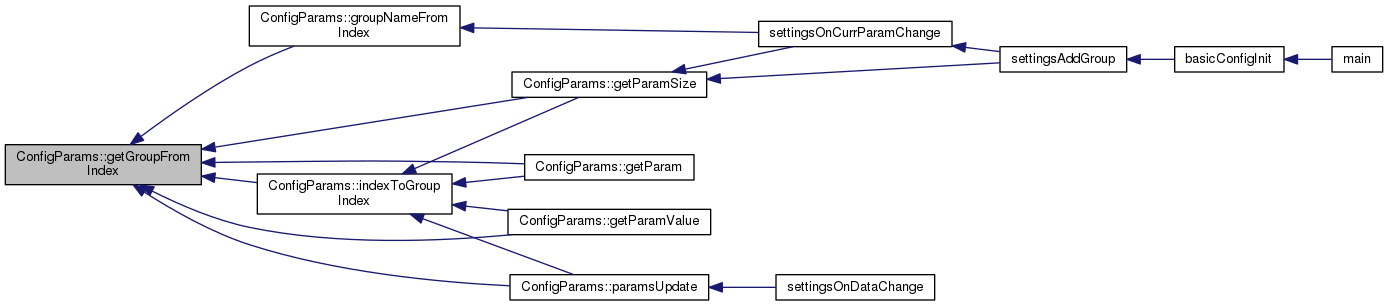 ConfigParams::groupNameFrom
Index
settingsOnCurrParamChange
settingsAddGroup
basicConfigInit
main
ConfigParams::getParamSize
ConfigParams::getGroupFrom
Index
ConfigParams::getParam
ConfigParams::indexToGroup
Index
ConfigParams::getParamValue
ConfigParams::paramsUpdate
settingsOnDataChange